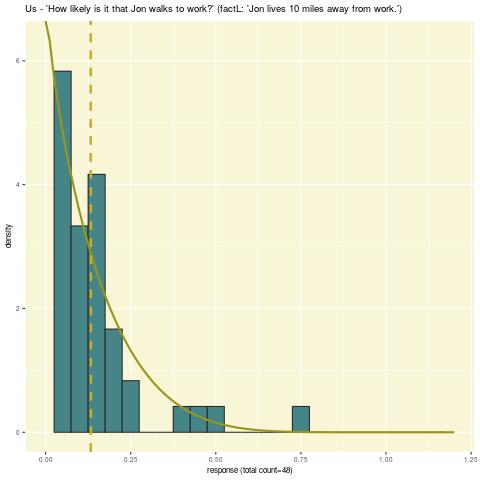 Us - 'How likely is it that Jon walks to work?' (factL: 'Jon lives 10 miles away from work.')
6
4
2
0
density
0.00 0.25 0.50 0.75 1.00 1.25
response (total count=48)